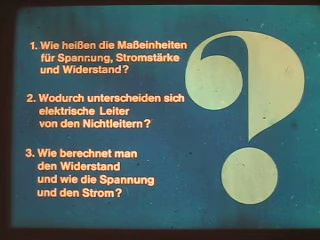 1. Wie heißen die Maßeinheiten
für Spannung, Stromstärke
und Widerstand?
2. Wodurch unterscheiden sich
elektrische Leiter
von den Nichtleitern?
3. Wie berechnet man
den Widerstand
und wie die Spannung
und den Strom?
?